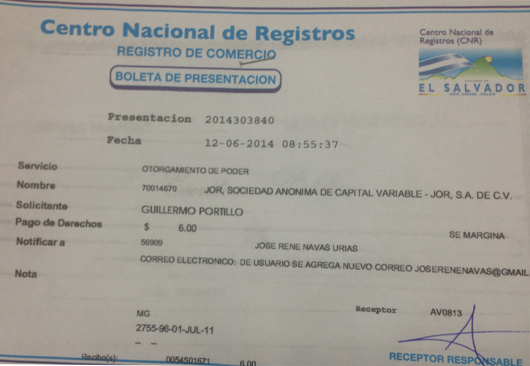 Centro Nacional de Registros
REGISTRO DE COMERCIO
BOLETA DE PRESENTACION
Centro Nacional de
Registros (CNR)
EL SALVADOR
Presentacion 2014303840
Fecha 12-06-2014 08:55:37
Servicio OTORGAMIENTO DE PODER
Nombre 70014670 JOR, SOCIEDAD ANONIMA DE CAPITAL VARIABLE - JOR, S.A. DE C.V.
Solicitante GUILLERMO PORTILLO
Pago de Derechos $ 6.00 SE MARGINA
Notificar a 56909 JOSE RENE NAVAS URIAS
CORREO ELECTRONICO: DE USUARIO SE AGREGA NUEVO CORREO JOSERENENAVAS@GMAIL
Nota
MG Receptor AV0813
2755-96-01-JUL-11
– –
RECEPTOR RESPONSABLE
Recibo(s): 0054501671 6.00